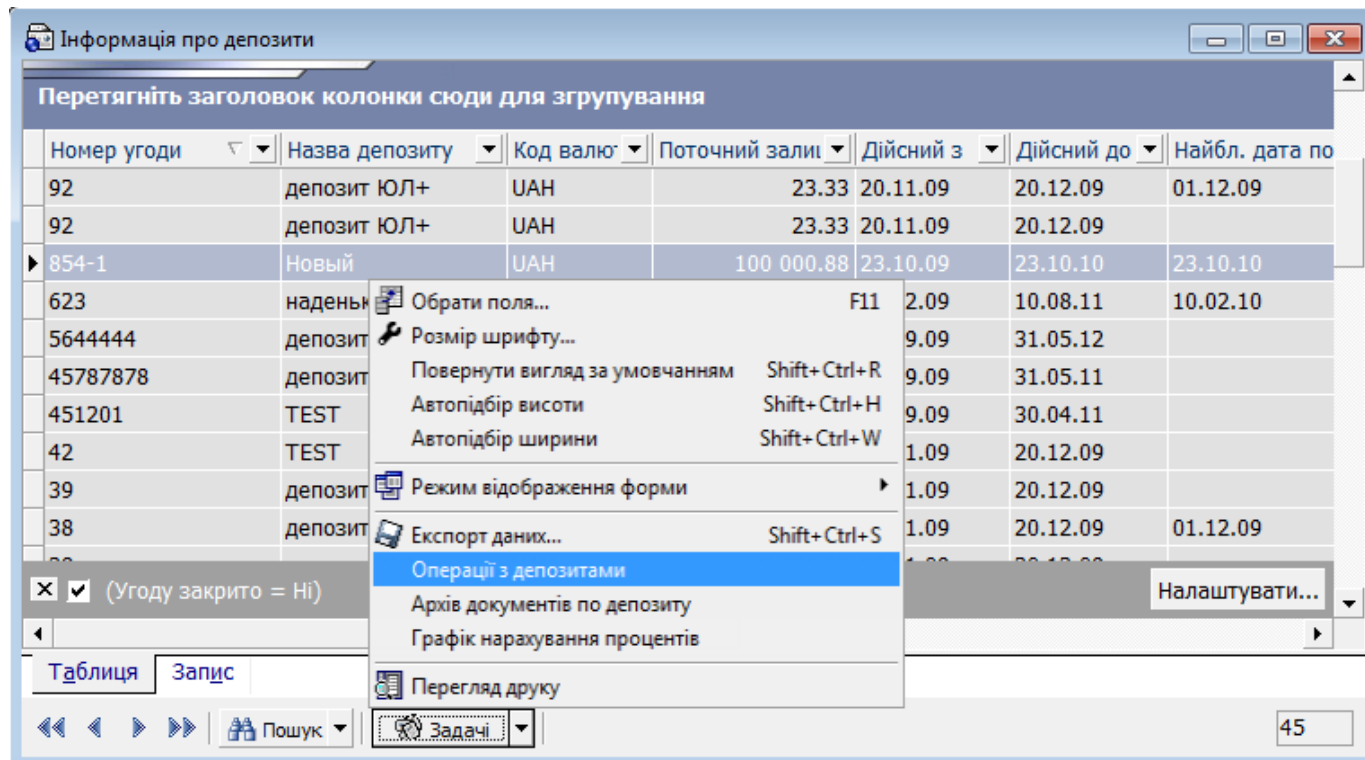 Інформація про депозити
Перетягніть заголовок колонки сюди для згрупування
Номер угоди Назва депозиту Код валю Поточний зали Дійсний з Дійсний до Найбл. дата по
92 депозит ЮЛ+ UAH 23.33 20.11.09 20.12.09 01.12.09
92 депозит ЮЛ+ UAH 23.33 20.11.09 20.12.09
854-1 Новый UAH 100 000.88 23.10.09 23.10.10 23.10.10
623 наденьк 2.09 10.08.11 10.02.10
5644444 депозит 9.09 31.05.12
45787878 депозит 9.09 31.05.11
451201 TEST 9.09 30.04.11
42 TEST 1.09 20.12.09
39 депозит 1.09 20.12.09
38 депозит 1.09 20.12.09 01.12.09
Обрати поля... F11
Розмір шрифту...
Повернути вигляд за умовчанням Shift+Ctrl+R
Автопідбір висоти Shift+Ctrl+H
Автопідбір ширини Shift+Ctrl+W
Режим відображення форми
Експорт даних... Shift+Ctrl+S
Операції з депозитами
Архів документів по депозиту
Графік нарахування процентів
Перегляд друку
(Угоду закрито = Ні) Налаштувати...
Таблиця Запис
Пошук Задачі 45